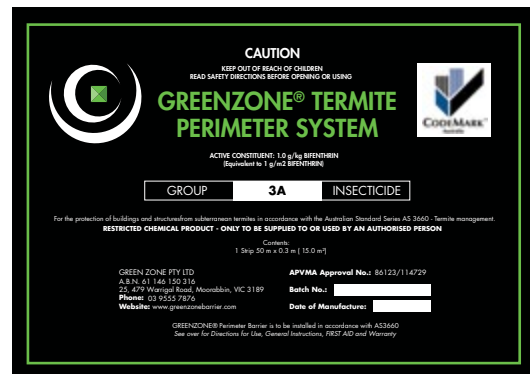 CAUTION
KEEP OUT OF REACH OF CHILDREN
READ SAFETY DIRECTIONS BEFORE OPENING OR USING
GREENZONE® TERMITE
PERIMETER SYSTEM
CODEMARK™
Australia
ACTIVE CONSTITUENT: 1.0 g/kg BIFENTHRIN
(Equivalent to 1 g/m2 BIFENTHRIN)
GROUP 3A INSECTICIDE
For the protection of buildings and structuresfrom subterranean termites in accordance with the Australian Standard Series AS 3660 - Termite management.
RESTRICTED CHEMICAL PRODUCT - ONLY TO BE SUPPLIED TO OR USED BY AN AUTHORISED PERSON
Contents:
1 Strip 50 m x 0.3 m ( 15.0 m²)
GREEN ZONE PTY LTD
A.B.N. 61 146 150 316
25, 479 Warrigal Road, Moorabbin, VIC 3189
Phone: 03 9555 7876
Website: www.greenzonebarrier.com
APVMA Approval No.: 86123/114729
Batch No.:
Date of Manufacture:
GREENZONE® Perimeter Barrier is to be installed in accordance with AS3660
See over for Directions for Use, General Instructions, FIRST AID and Warranty